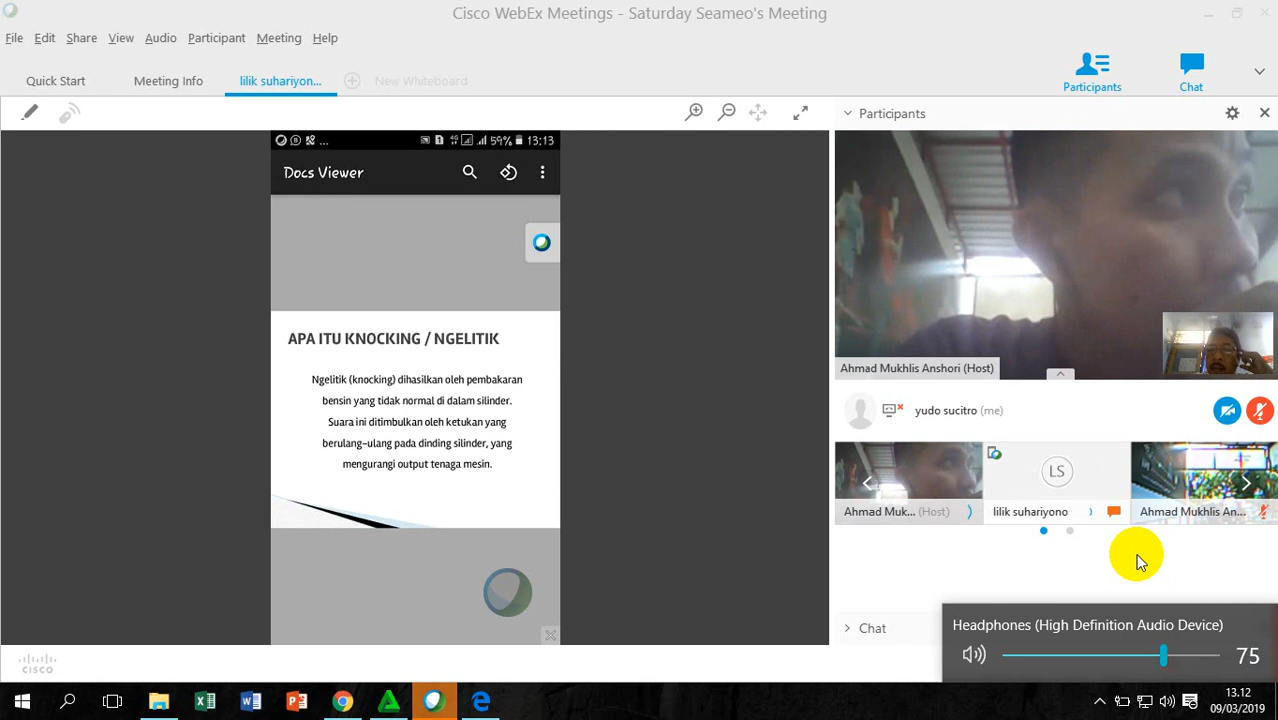 Cisco WebEx Meetings - Saturday Seameo's Meeting
File Edit Share View Audio Participant Meeting Help
Quick Start Meeting Info lilik suhariyon... New Whiteboard
Participants Chat
Participants
... 59% 13:13
Docs Viewer
APA ITU KNOCKING / NGELITIK
Ngelitik (knocking) dihasilkan oleh pembakaran
bensin yang tidak normal di dalam silinder.
Suara ini ditimbulkan oleh ketukan yang
berulang-ulang pada dinding silinder, yang
mengurangi output tenaga mesin.
Ahmad Mukhlis Anshori (Host)
yudo sucitro (me)
LS
Ahmad Muk... (Host) lilik suhariyono Ahmad Mukhlis An...
Chat
Headphones (High Definition Audio Device)
75
cisco
13.12
09/03/2019